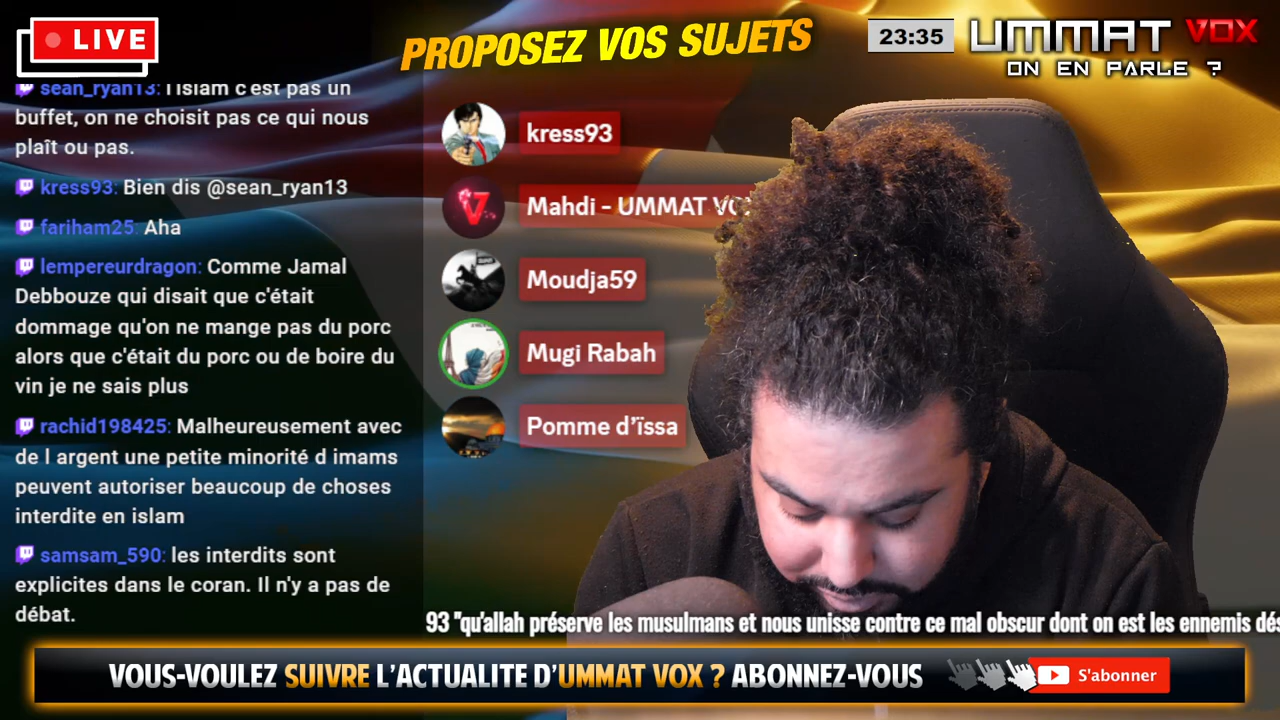 LIVE
PROPOSEZ VOS SUJETS
23:35
UMMAT VOX
ON EN PARLE ?
sean_ryan13: l'islam c'est pas un
buffet, on ne choisit pas ce qui nous
plaît ou pas.
kress93: Bien dis @sean_ryan13
fariham25: Aha
lempereurdragon: Comme Jamal
Debbouze qui disait que c'était
dommage qu'on ne mange pas du porc
alors que c'était du porc ou de boire du
vin je ne sais plus
rachid198425: Malheureusement avec
de l argent une petite minorité d imams
peuvent autoriser beaucoup de choses
interdite en islam
samsam_590: les interdits sont
explicites dans le coran. Il n'y a pas de
débat.
kress93
Mahdi - UMMAT VOX
Moudja59
Mugi Rabah
Pomme d'ïssa
93 "qu'allah préserve les musulmans et nous unisse contre ce mal obscur dont on est les ennemis dés
VOUS-VOULEZ SUIVRE L'ACTUALITE D'UMMAT VOX ? ABONNEZ-VOUS
S'abonner